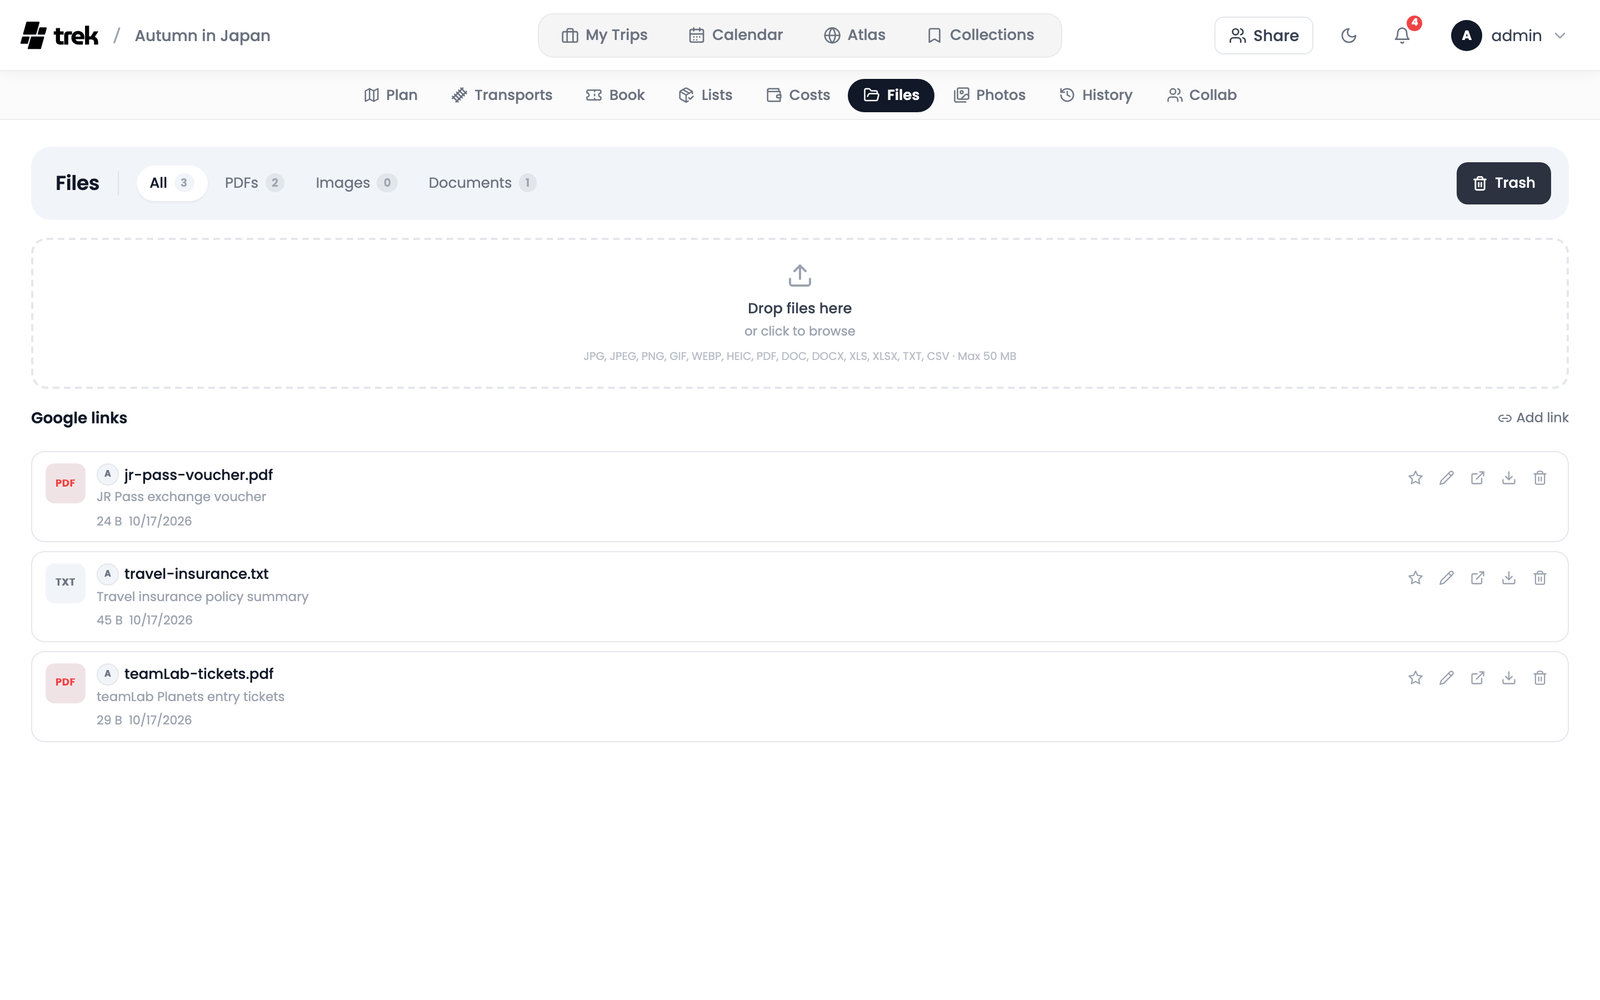 trek / Autumn in Japan
My Trips Calendar Atlas Collections
Share 4 A admin
Plan Transports Book Lists Costs Files Photos History Collab
Files All 3 PDFs 2 Images 0 Documents 1 Trash
Drop files here
or click to browse
JPG, JPEG, PNG, GIF, WEBP, HEIC, PDF, DOC, DOCX, XLS, XLSX, TXT, CSV · Max 50 MB
Google links Add link
PDF A jr-pass-voucher.pdf
JR Pass exchange voucher
24 B 10/17/2026
TXT A travel-insurance.txt
Travel insurance policy summary
45 B 10/17/2026
PDF A teamLab-tickets.pdf
teamLab Planets entry tickets
29 B 10/17/2026